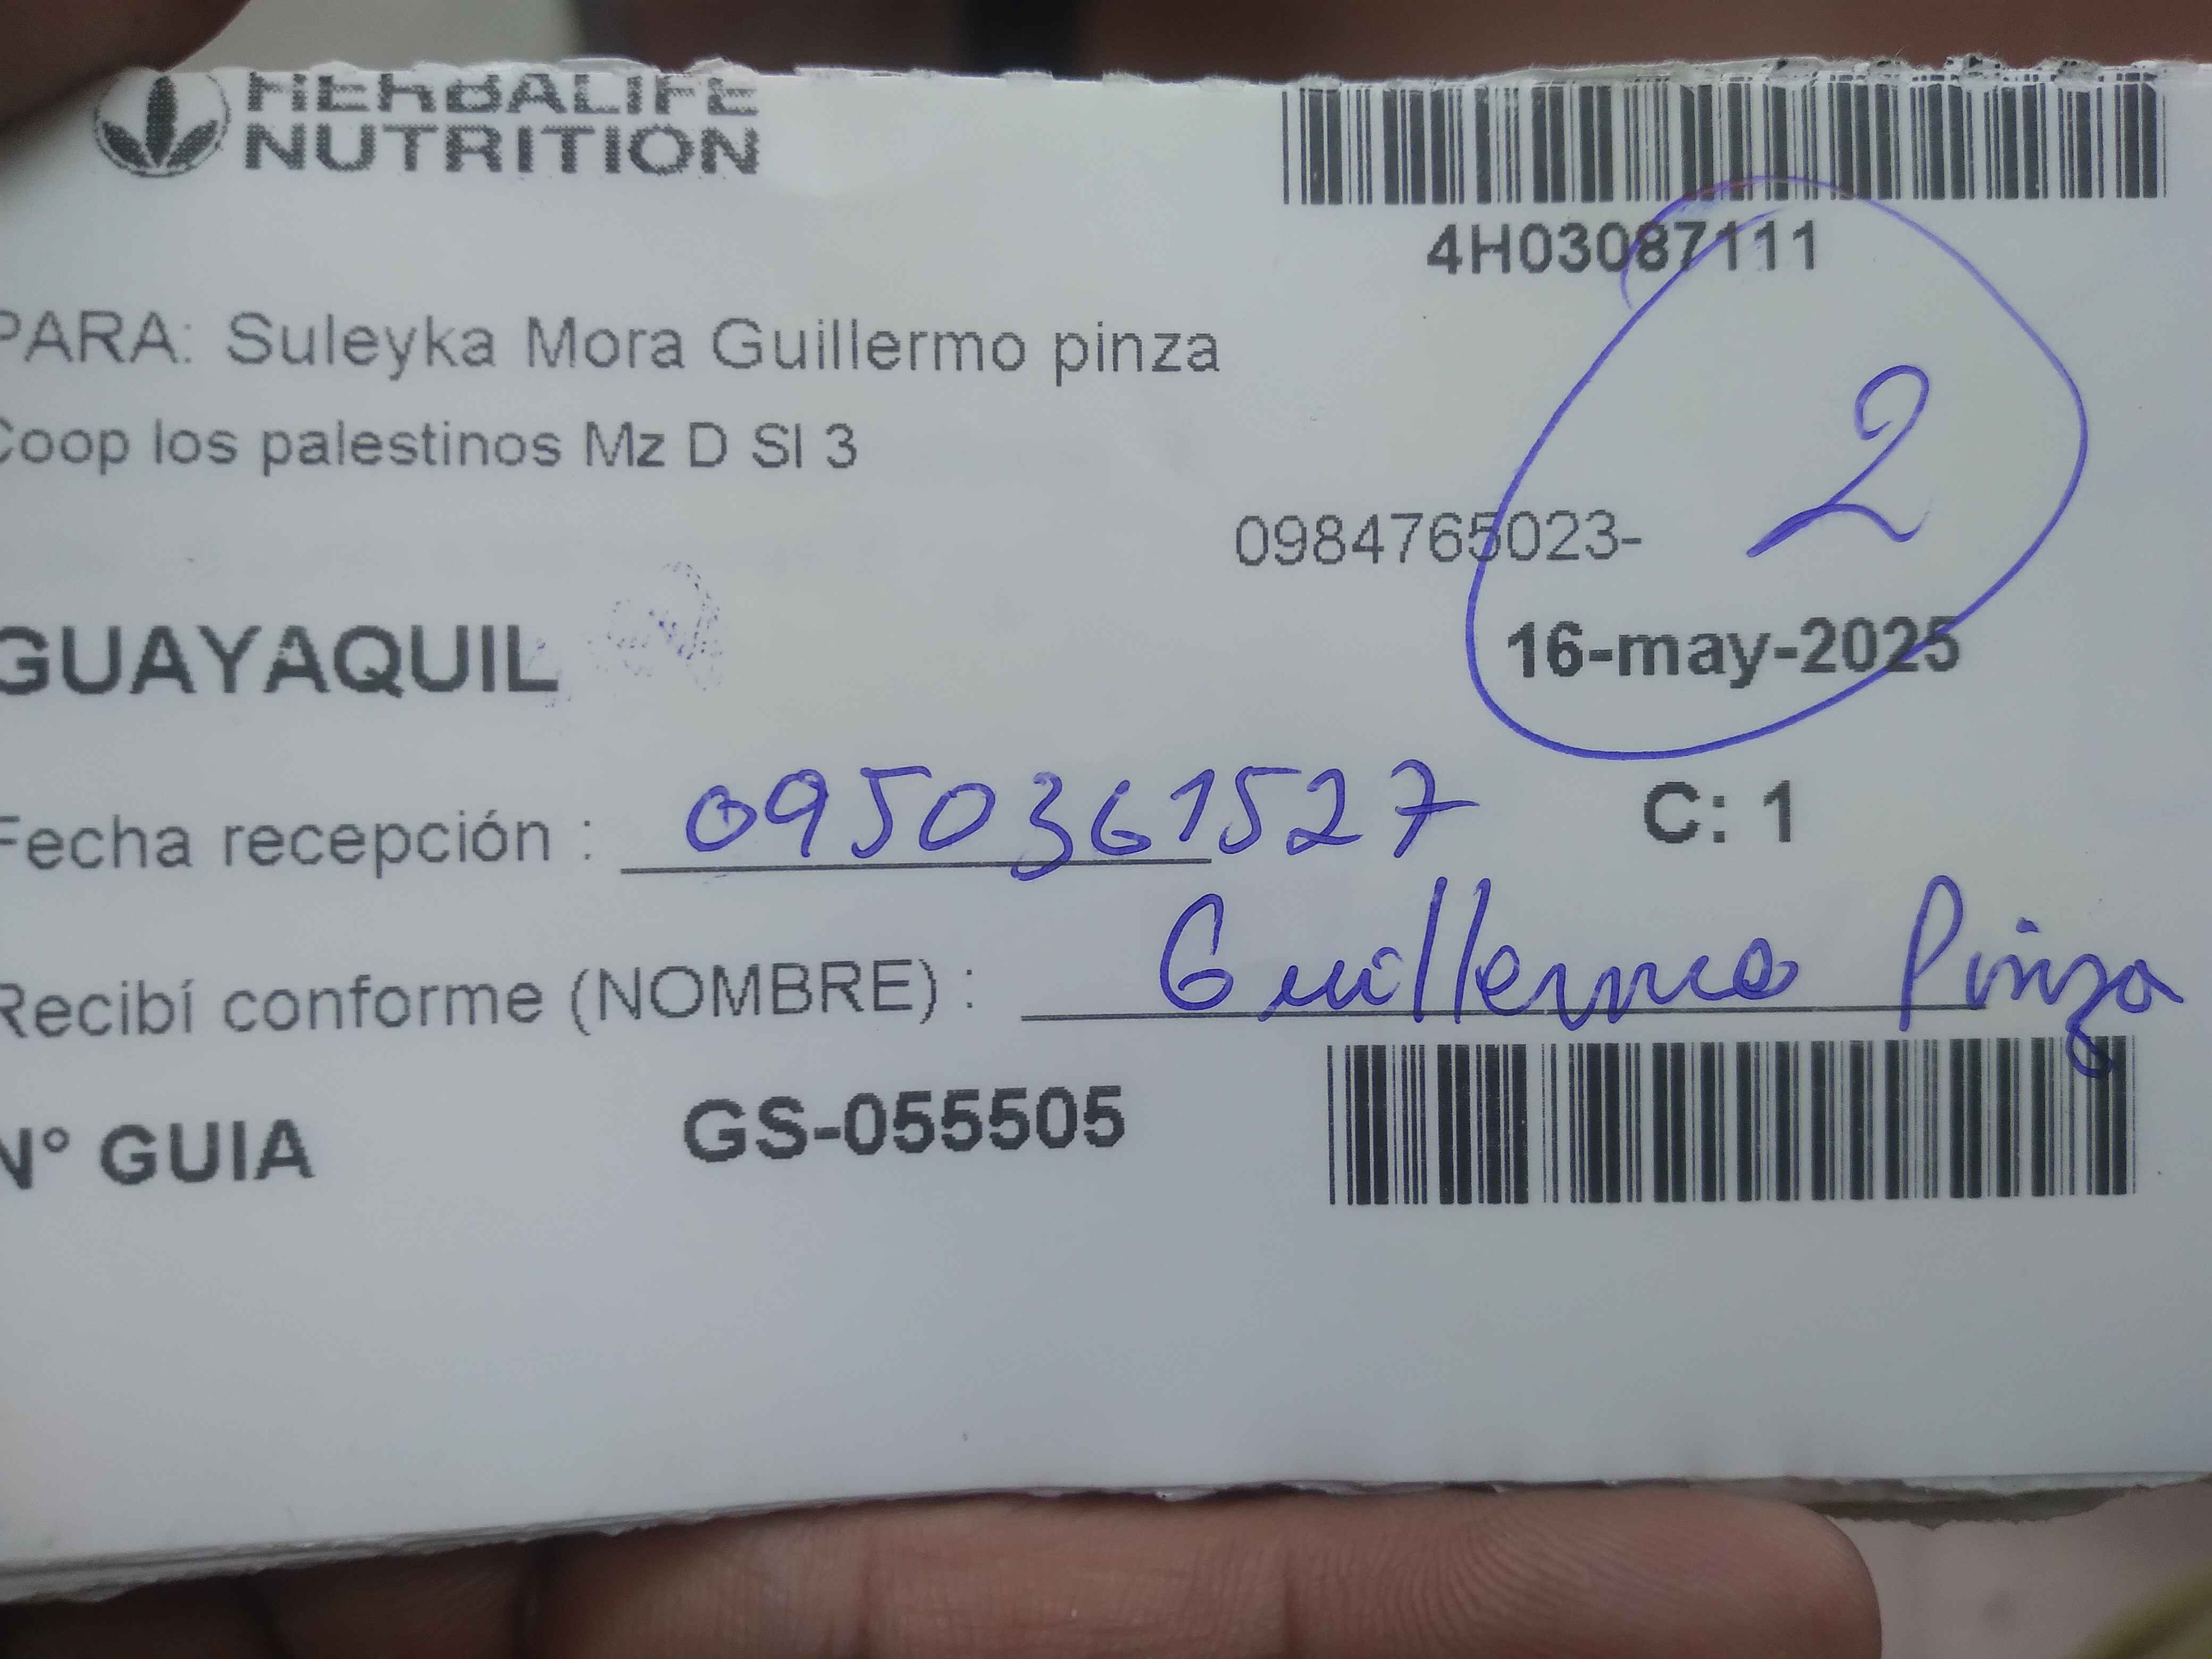 HERBALIFE
NUTRITION
4H03087111
PARA: Suleyka Mora Guillermo pinza
Coop los palestinos Mz D Sl 3
2
0984765023-
GUAYAQUIL
16-may-2025
Fecha recepción : 0950361527
C: 1
Recibí conforme (NOMBRE) : Guillermo Pinza
N° GUIA GS-055505